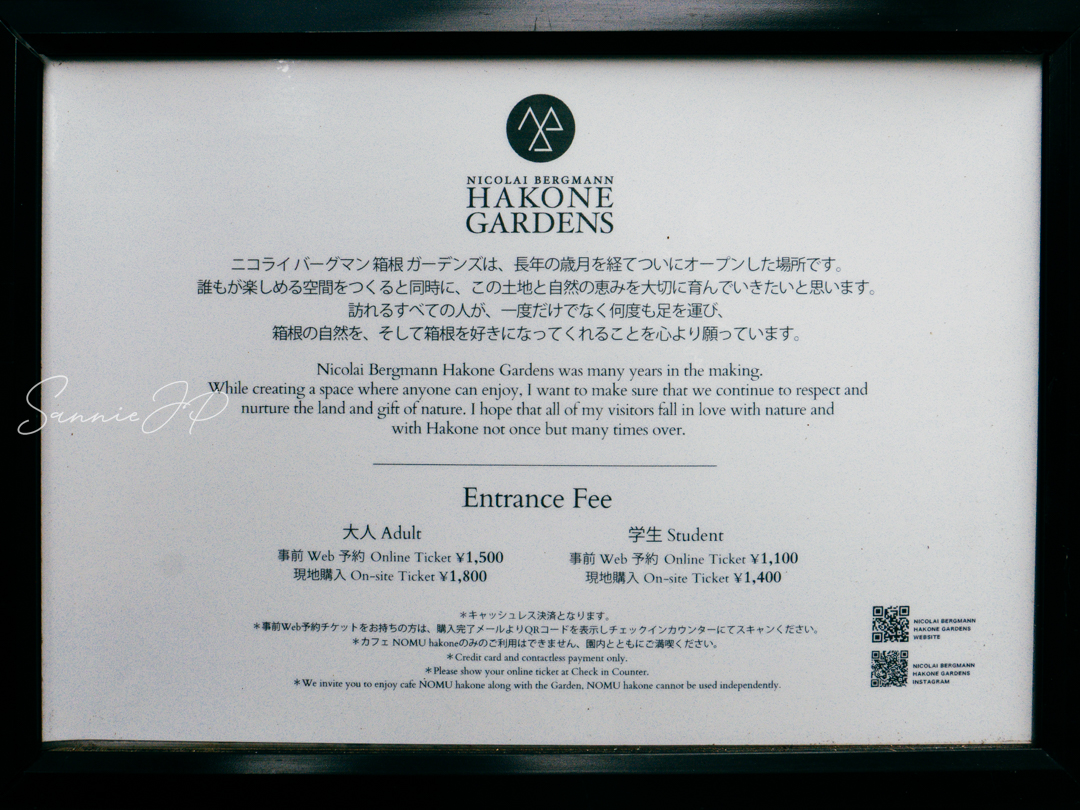 NICOLAI BERGMANN
HAKONE
GARDENS
ニコライ バーグマン 箱根 ガーデンズは、長年の歳月を経てついにオープンした場所です。
誰もが楽しめる空間をつくると同時に、この土地と自然の恵みを大切に育んでいきたいと思います。
訪れるすべての人が、一度だけでなく何度も足を運び、
箱根の自然を、そして箱根を好きになってくれることを心より願っています。
Nicolai Bergmann Hakone Gardens was many years in the making.
While creating a space where anyone can enjoy, I want to make sure that we continue to respect and
nurture the land and gift of nature. I hope that all of my visitors fall in love with nature and
with Hakone not once but many times over.
SannieJP
Entrance Fee
大人 Adult
事前 Web 予約 Online Ticket ¥1,500
現地購入 On-site Ticket ¥1,800
学生 Student
事前 Web 予約 Online Ticket ¥1,100
現地購入 On-site Ticket ¥1,400
＊キャッシュレス決済となります。
＊事前Web予約チケットをお持ちの方は、購入完了メールよりQRコードを表示しチェックインカウンターにてスキャンください。
＊カフェ NOMU hakoneのみのご利用はできません、園内とともにご満喫ください。
＊Credit card and contactless payment only.
＊Please show your online ticket at Check in Counter.
＊We invite you to enjoy cafe NOMU hakone along with the Garden, NOMU hakone cannot be used independently.
NICOLAI BERGMANN
HAKONE GARDENS
WEBSITE
NICOLAI BERGMANN
HAKONE GARDENS
INSTAGRAM